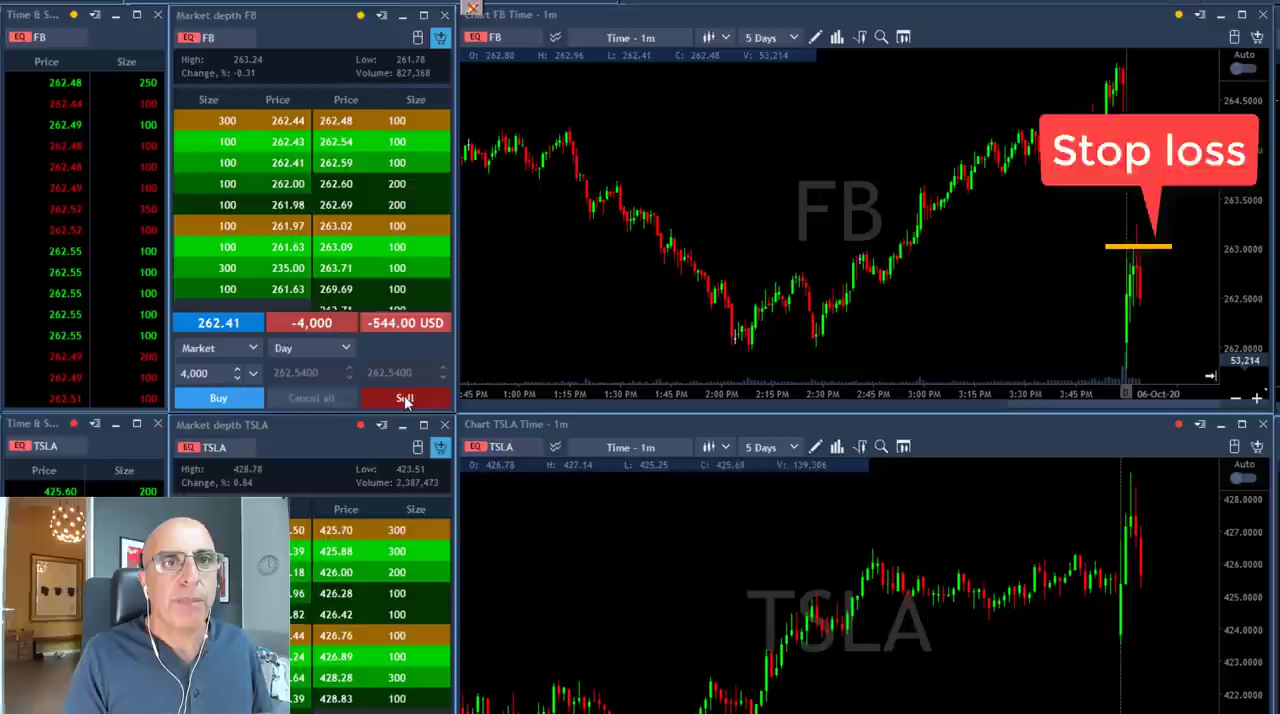 Time & S...
EQ FB
Price Size
262.48 250
262.44 100
262.49 100
262.48 100
262.48 100
262.49 100
262.52 350
262.52 100
262.55 100
262.55 100
262.55 100
262.55 100
262.55 100
262.49 200
262.49 100
262.51 100
Market depth FB
EQ FB
High: 263.24 Low: 261.78
Change, %: -0.31 Volume: 827,368
Size Price Price Size
300 262.44 262.48 100
100 262.43 262.54 100
100 262.41 262.59 100
100 262.00 262.60 200
100 261.98 262.69 200
100 261.97 263.02 100
100 261.63 263.09 100
300 235.00 263.71 100
100 261.63 269.69 100
262.41 -4,000 -544.00 USD
Market Day
4,000 262.5400 262.5400
Buy Cancel all Sell
Chart FB Time - 1m
EQ FB Time - 1m 5 Days
O: 262.80 H: 262.96 L: 262.41 C: 262.48 V: 53,214
Auto
FB
Stop loss
264.5000
263.5000
263.0000
262.5000
262.0000
53,214
:45 PM 1:00 PM 1:15 PM 1:30 PM 1:45 PM 2:00 PM 2:15 PM 2:30 PM 2:45 PM 3:00 PM 3:15 PM 3:30 PM 3:45 PM 06-Oct-20
Time & S...
EQ TSLA
Price Size
425.60 200
Market depth TSLA
EQ TSLA
High: 428.78 Low: 423.51
Change, %: 0.84 Volume: 2,387,473
Price Size
.50 425.70 300
.39 425.88 300
.18 426.00 200
.96 426.28 100
.82 426.42 100
.44 426.76 100
.24 426.89 100
.64 428.28 300
.39 428.83 100
Chart TSLA Time - 1m
EQ TSLA Time - 1m 5 Days
O: 426.78 H: 427.14 L: 425.25 C: 425.60 V: 139,306
Auto
TSLA
428.0000
427.0000
426.0000
425.0000
424.0000
423.0000
422.0000